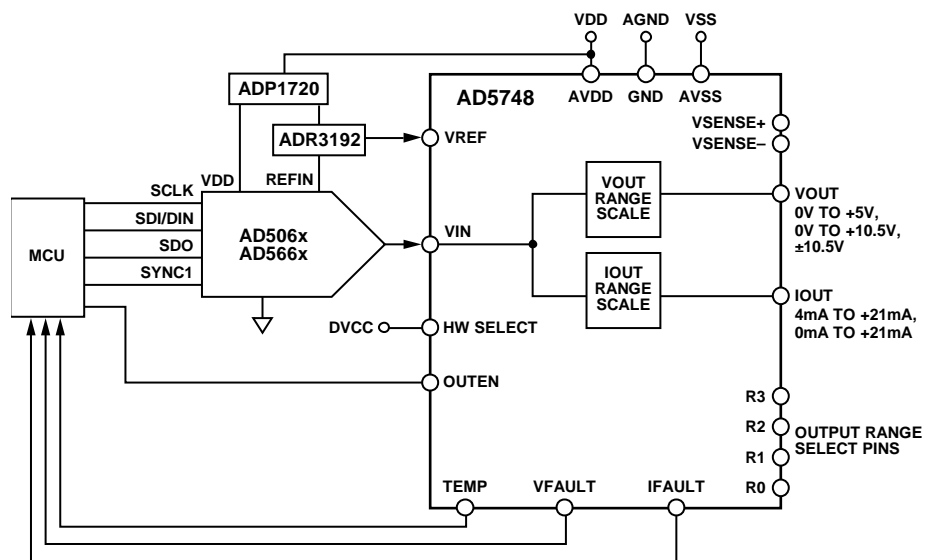 VDD AGND VSS
ADP1720
AD5748
AVDD GND AVSS
VSENSE+
VSENSE–
ADR3192
VREF
SCLK
VDD
REFIN
SDI/DIN
SDO
SYNC1
MCU
AD506x
AD566x
VIN
VOUT
RANGE
SCALE
VOUT
0V TO +5V,
0V TO +10.5V,
±10.5V
IOUT
RANGE
SCALE
IOUT
4mA TO +21mA,
0mA TO +21mA
DVCC
HW SELECT
OUTEN
R3
R2
R1
R0
OUTPUT RANGE
SELECT PINS
TEMP VFAULT IFAULT